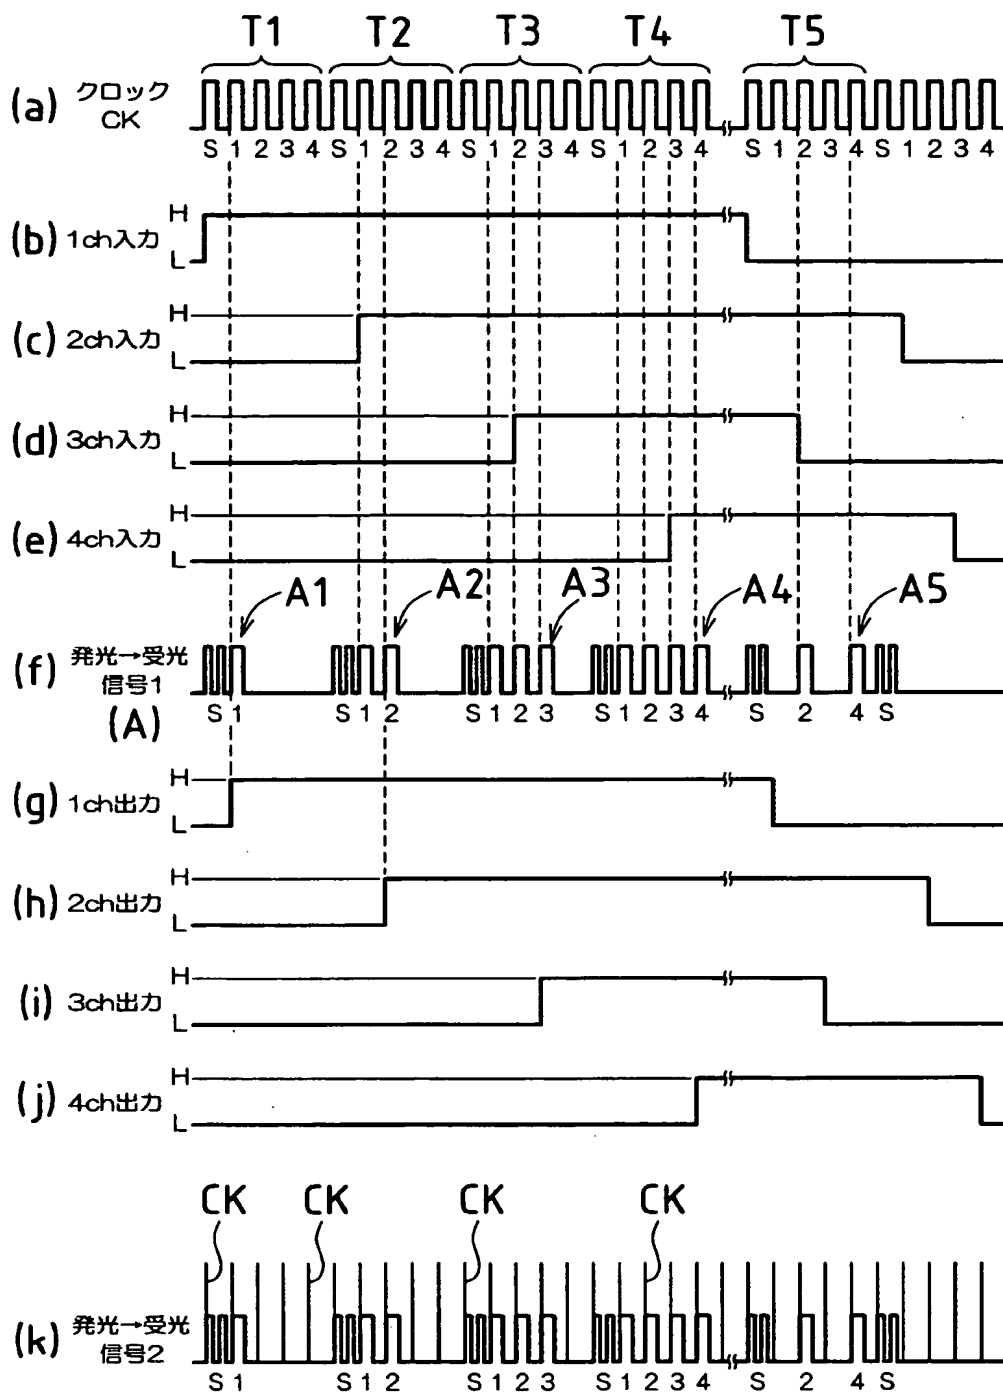 T1 T2 T3 T4 T5
(a) クロック CK
S 1 2 3 4 S 1 2 3 4 S 1 2 3 4 S 1 2 3 4 S 1 2 3 4 S 1 2 3 4
H
(b) 1ch入力
L
H
(c) 2ch入力
L
H
(d) 3ch入力
L
H
(e) 4ch入力
L
A1 A2 A3 A4 A5
(f) 発光→受光
信号1
S 1 S 1 2 S 1 2 3 S 1 2 3 4 S 2 4 S
(A)
H
(g) 1ch出力
L
H
(h) 2ch出力
L
H
(i) 3ch出力
L
H
(j) 4ch出力
L
CK CK CK CK
(k) 発光→受光
信号2
S 1 S 1 2 S 1 2 3 S 1 2 3 4 S 2 4 S